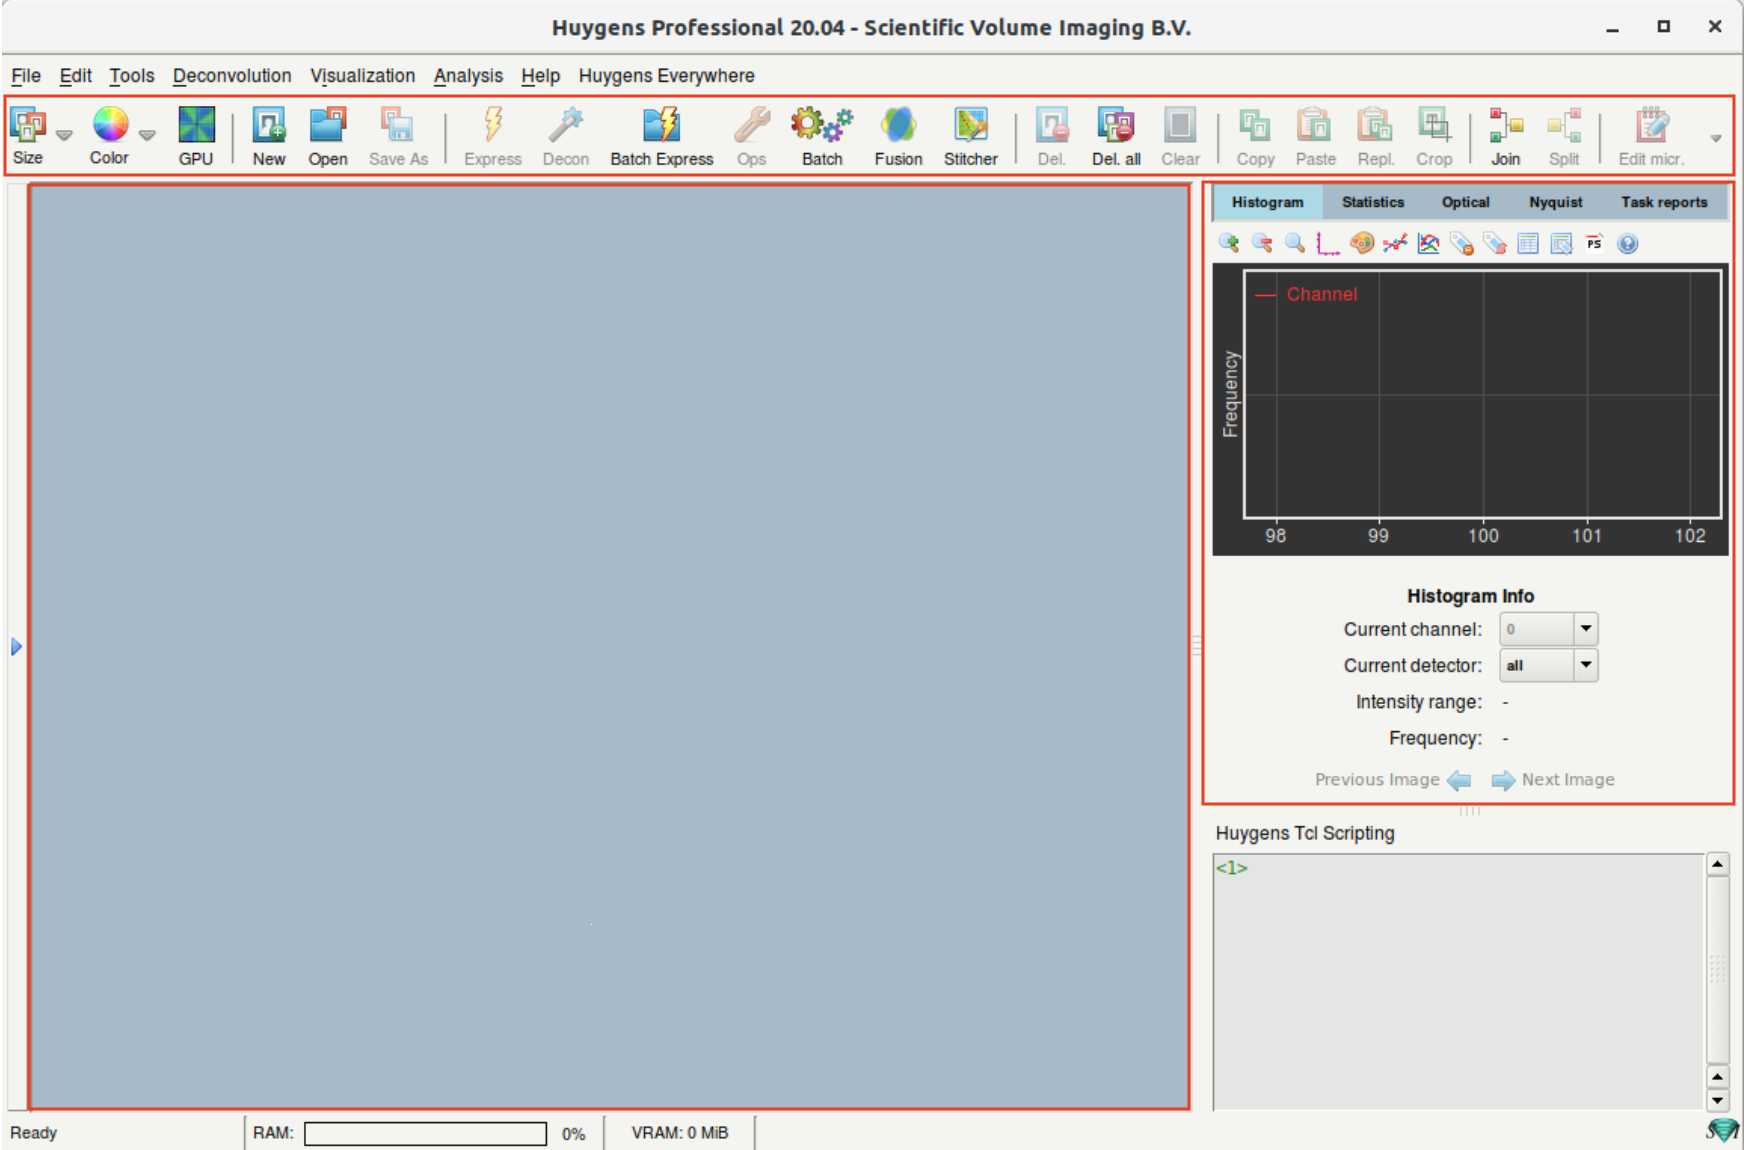 Huygens Professional 20.04 - Scientific Volume Imaging B.V.
File Edit Tools Deconvolution Visualization Analysis Help Huygens Everywhere
Size Color GPU New Open Save As Express Decon Batch Express Ops Batch Fusion Stitcher Del. Del. all Clear Copy Paste Repl. Crop Join Split Edit micr.
Histogram Statistics Optical Nyquist Task reports
PS
Channel
Frequency
98 99 100 101 102
Histogram Info
Current channel: 0
Current detector: all
Intensity range: -
Frequency: -
Previous Image Next Image
Huygens Tcl Scripting
<1>
Ready RAM: 0% VRAM: 0 MiB
SVI